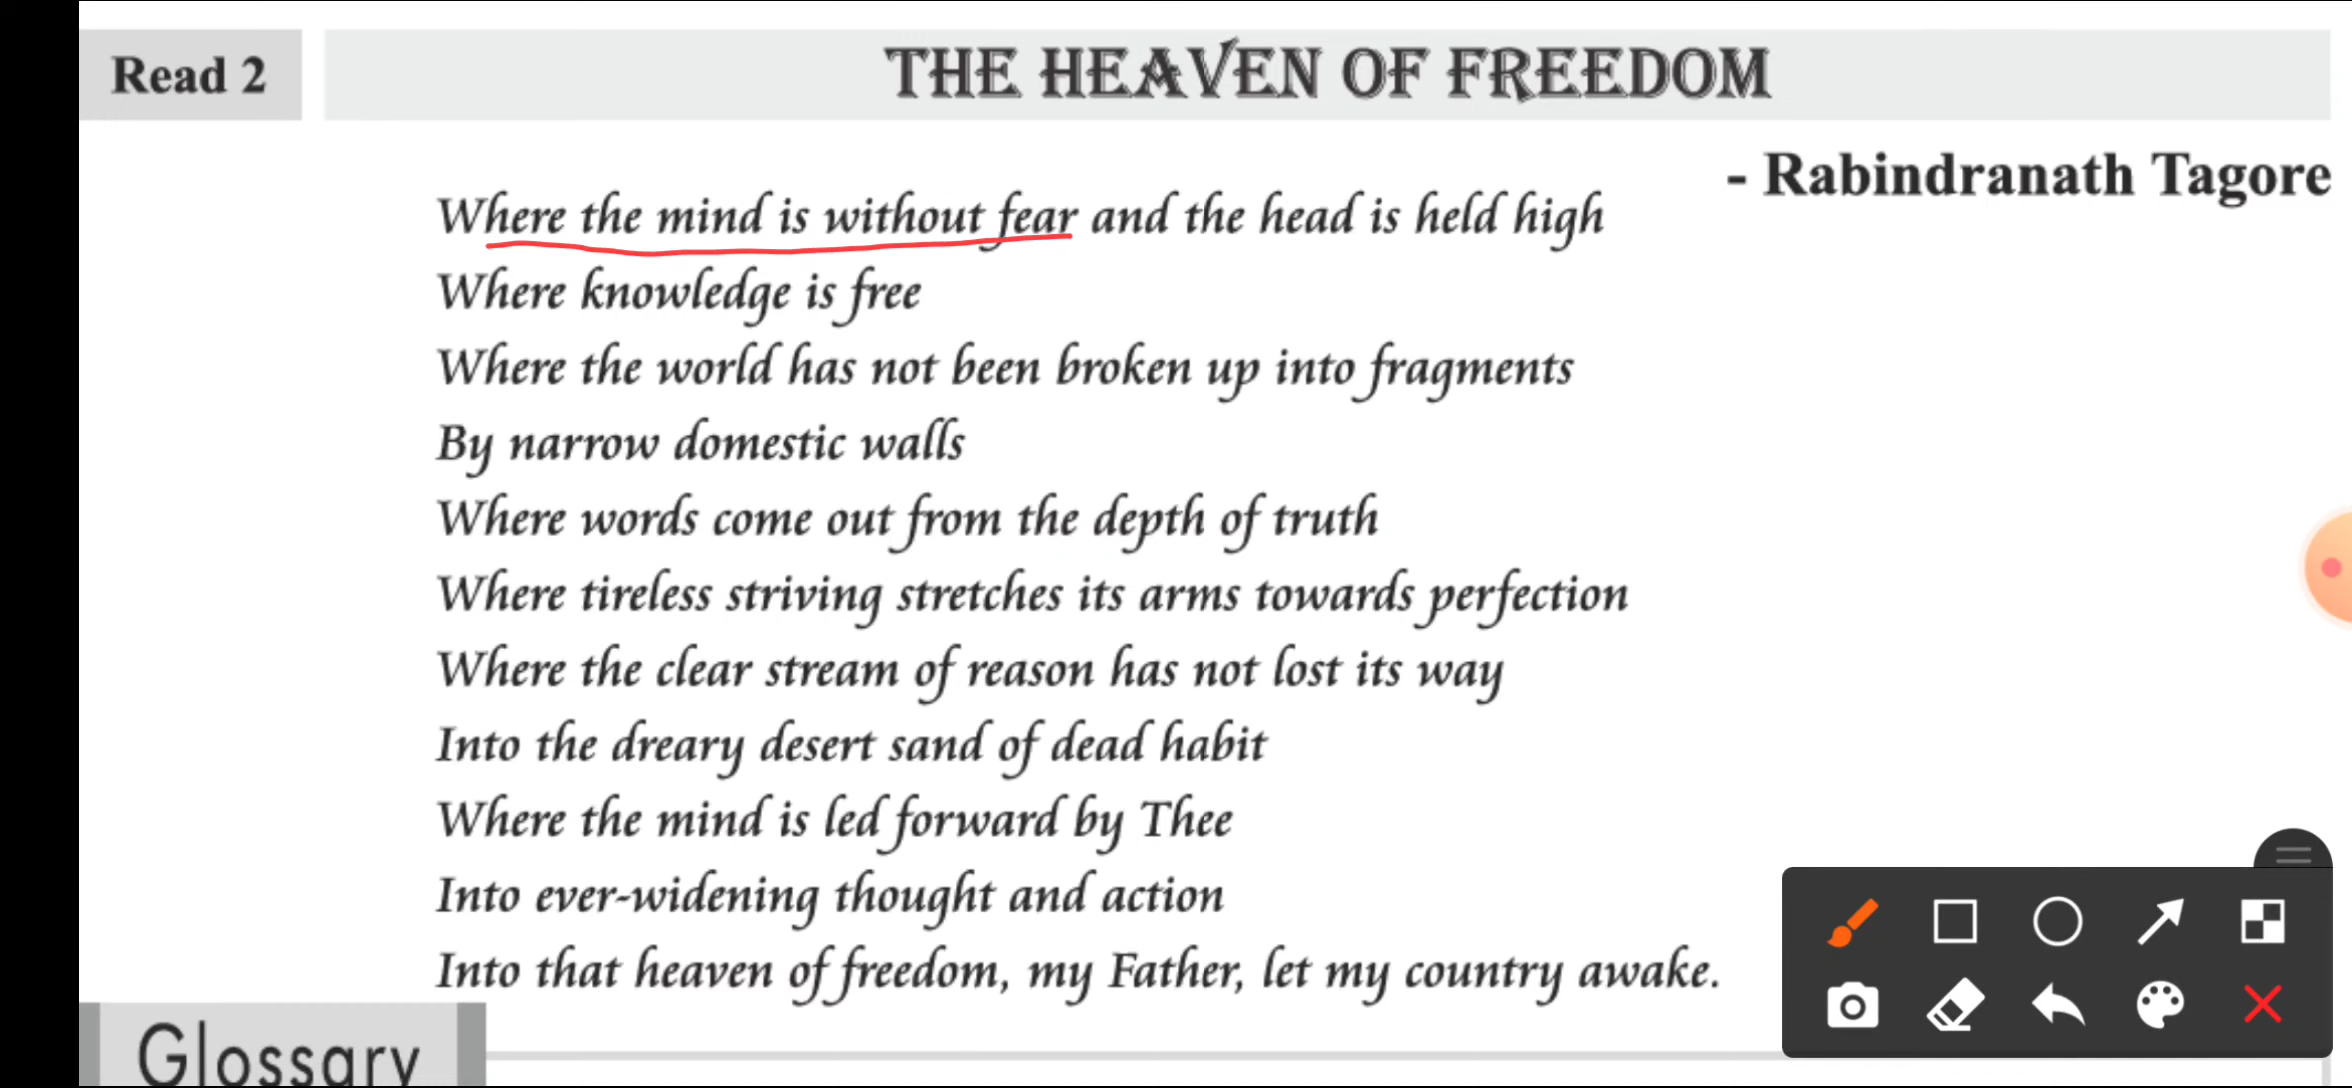 Read 2
THE HEAVEN OF FREEDOM
- Rabindranath Tagore
Where the mind is without fear and the head is held high
Where knowledge is free
Where the world has not been broken up into fragments
By narrow domestic walls
Where words come out from the depth of truth
Where tireless striving stretches its arms towards perfection
Where the clear stream of reason has not lost its way
Into the dreary desert sand of dead habit
Where the mind is led forward by Thee
Into ever-widening thought and action
Into that heaven of freedom, my Father, let my country awake.
Glossary